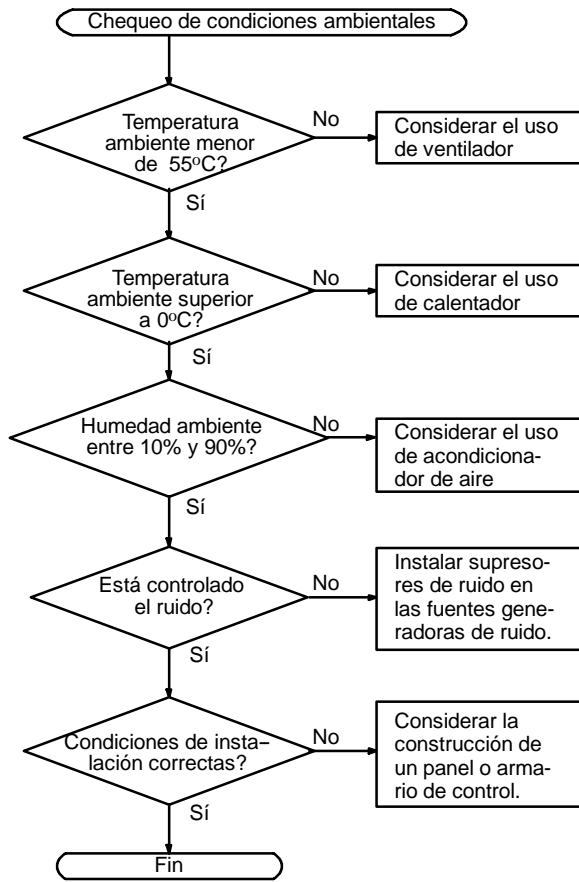 Chequeo de condiciones ambientales
Temperatura
ambiente menor
de 55ºC?
No
Considerar el uso
de ventilador
Sí
Temperatura
ambiente superior
a 0ºC?
No
Considerar el uso
de calentador
Sí
Humedad ambiente
entre 10% y 90%?
No
Considerar el uso
de acondiciona-
dor de aire
Sí
Está controlado
el ruido?
No
Instalar supreso-
res de ruido en
las fuentes gene-
radoras de ruido.
Sí
Condiciones de insta-
lación correctas?
No
Considerar la
construcción de
un panel o arma-
rio de control.
Sí
Fin